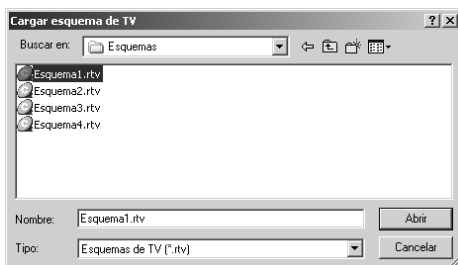 Cargar esquema de TV
Buscar en: Esquemas
Esquema1.rtv
Esquema2.rtv
Esquema3.rtv
Esquema4.rtv
Nombre: Esquema1.rtv Abrir
Tipo: Esquemas de TV (*.rtv) Cancelar